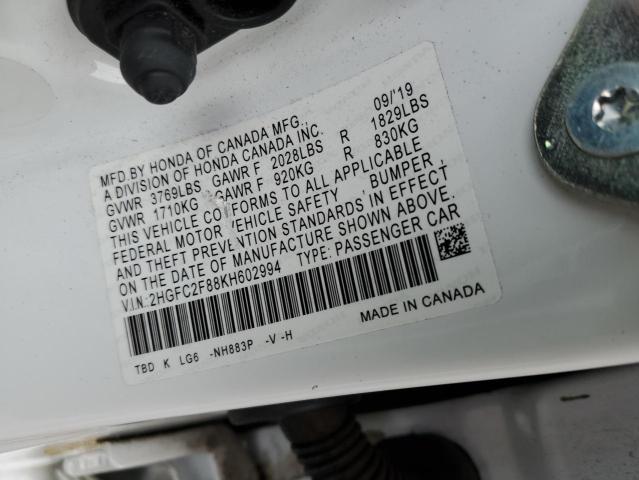 MFD.BY HONDA OF CANADA MFG., 09/'19
A DIVISION OF HONDA CANADA INC.
GVWR 3769LBS GAWR F 2028LBS R 1829LBS
GVWR 1710KG GAWR F 920KG R 830KG
THIS VEHICLE CONFORMS TO ALL APPLICABLE
FEDERAL MOTOR VEHICLE SAFETY, BUMPER,
AND THEFT PREVENTION STANDARDS IN EFFECT
ON THE DATE OF MANUFACTURE SHOWN ABOVE.
V.I.N.:2HGFC2F88KH602994 TYPE:PASSENGER CAR
TBD K LG6 -NH883P -V -H MADE IN CANADA